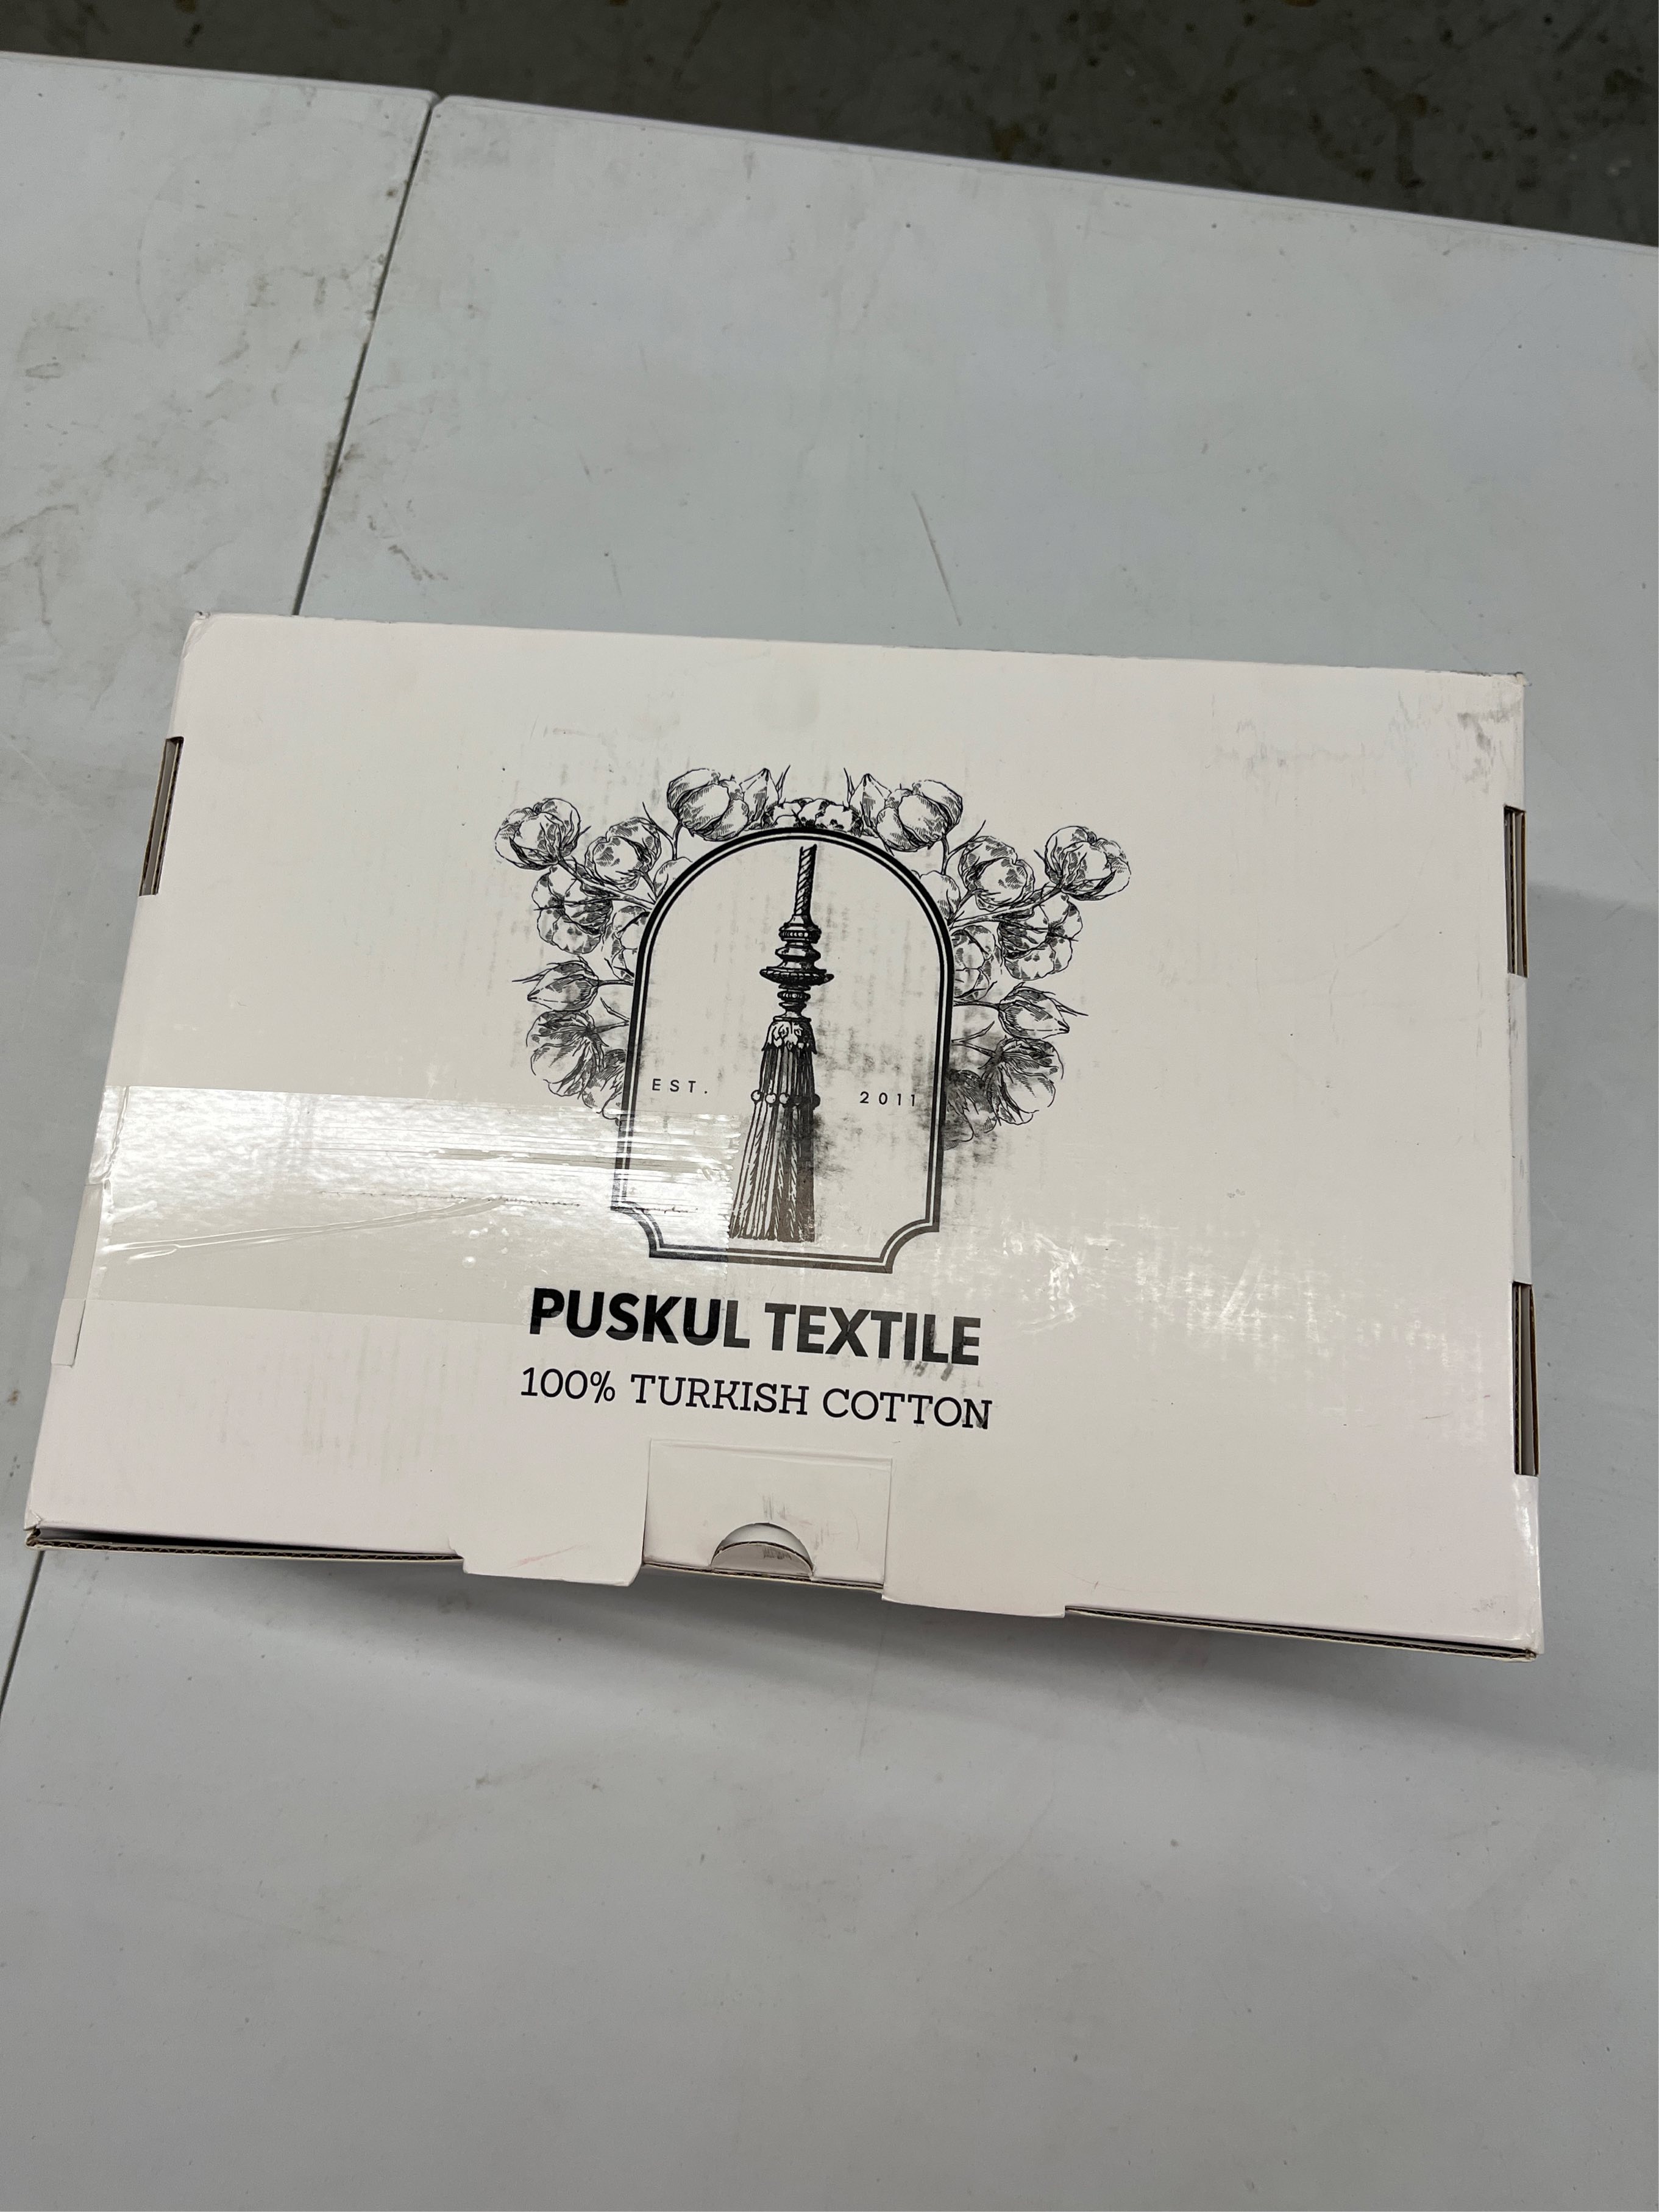 EST. 2011
PUSKUL TEXTILE
100% TURKISH COTTON